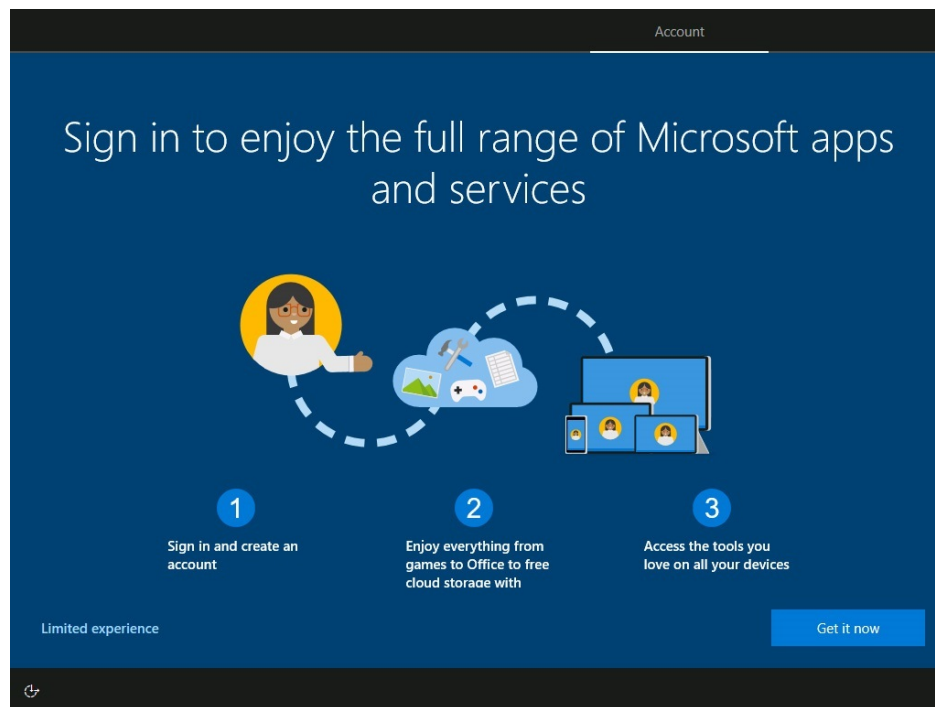 Account
Sign in to enjoy the full range of Microsoft apps
and services
1
Sign in and create an
account
2
Enjoy everything from
games to Office to free
cloud storage with
3
Access the tools you
love on all your devices
Limited experience
Get it now